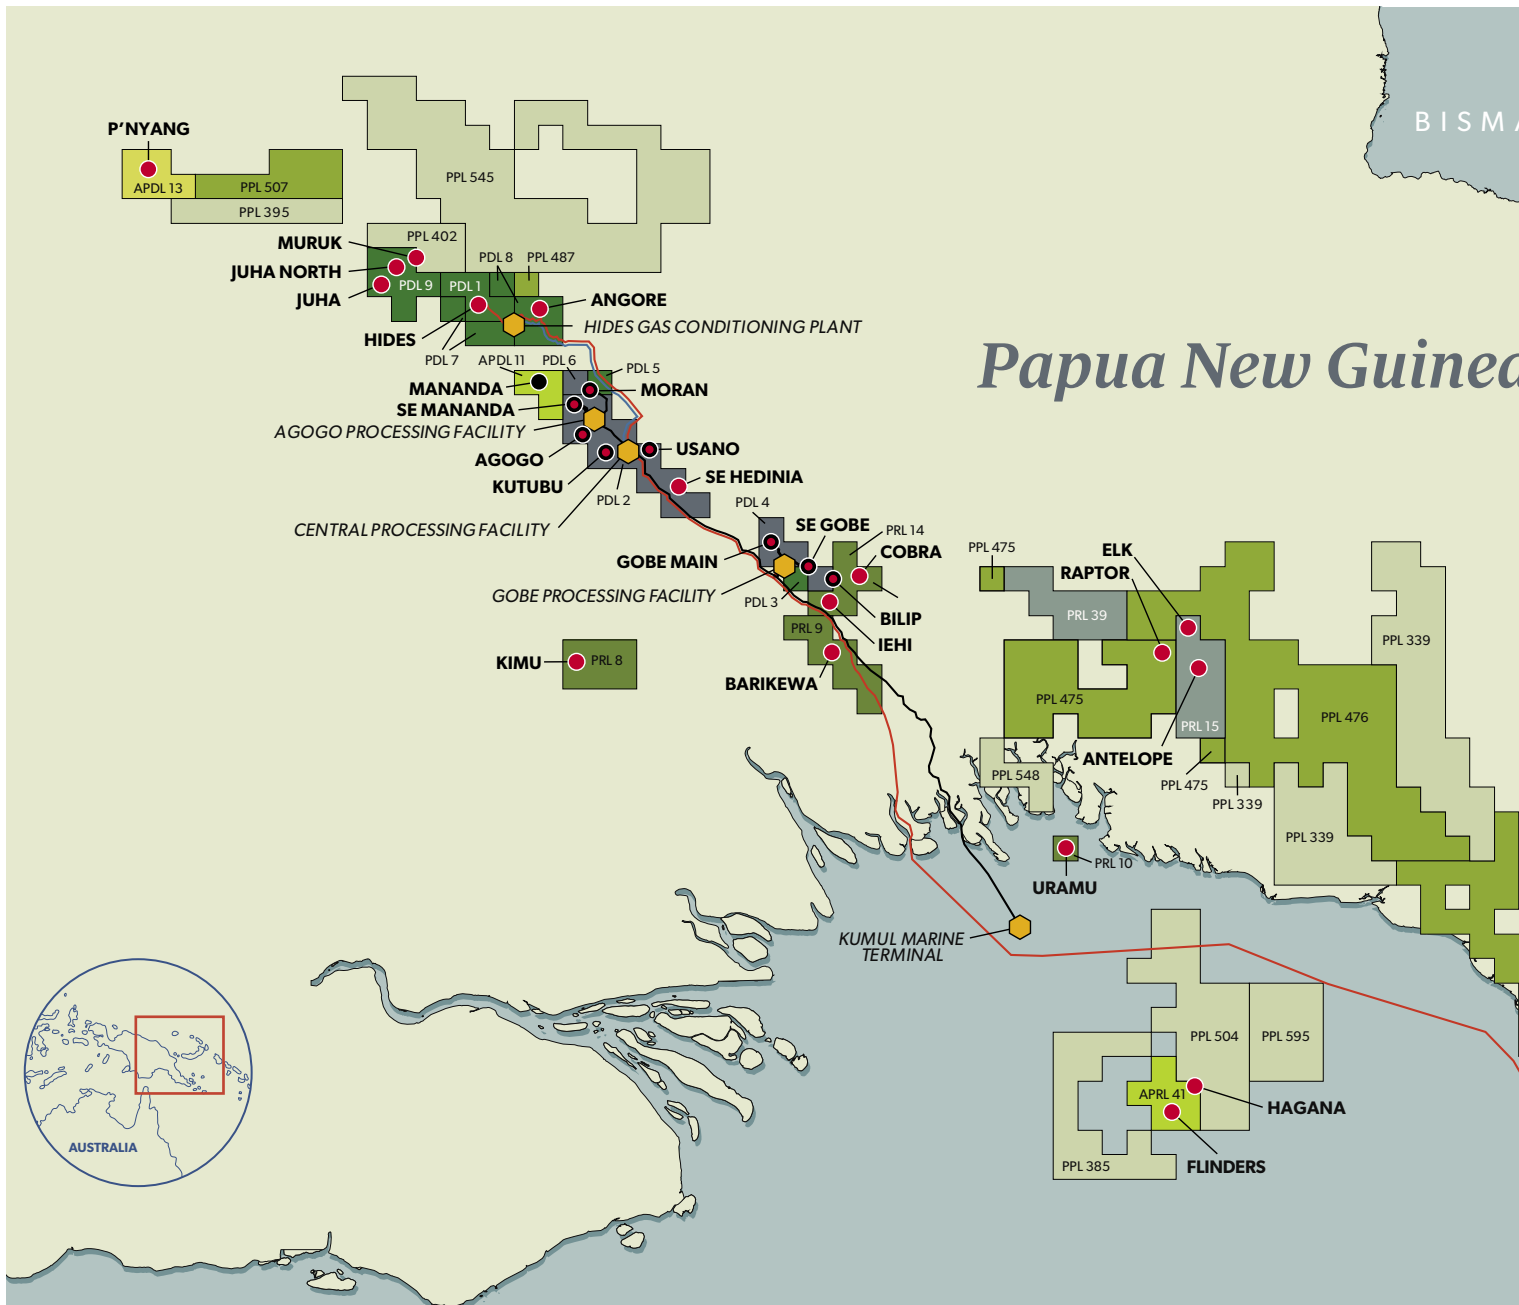 BISMA
P'NYANG
APDL 13
PPL 507
PPL 395
PPL 545
PPL 402
MURUK
JUHA NORTH
JUHA
PDL 9
PDL 1
PDL 8
PPL 487
ANGORE
HIDES GAS CONDITIONING PLANT
HIDES
PDL 7
APDL 11
PDL 6
PDL 5
MANANDA
MORAN
SE MANANDA
AGOGO PROCESSING FACILITY
AGOGO
USANO
KUTUBU
SE HEDINIA
PDL 2
PDL 4
CENTRAL PROCESSING FACILITY
SE GOBE
PRL 14
GOBE MAIN
COBRA
GOBE PROCESSING FACILITY
PDL 3
BILIP
PRL 9
IEHI
KIMU
PRL 8
BARIKEWA
Papua New Guinea
PPL 475
ELK
RAPTOR
PRL 39
PPL 339
PPL 475
PRL 15
PPL 476
ANTELOPE
PPL 548
PPL 475
PPL 339
PPL 339
PRL 10
URAMU
KUMUL MARINE
TERMINAL
PPL 504
PPL 595
APRL 41
HAGANA
PPL 385
FLINDERS
AUSTRALIA